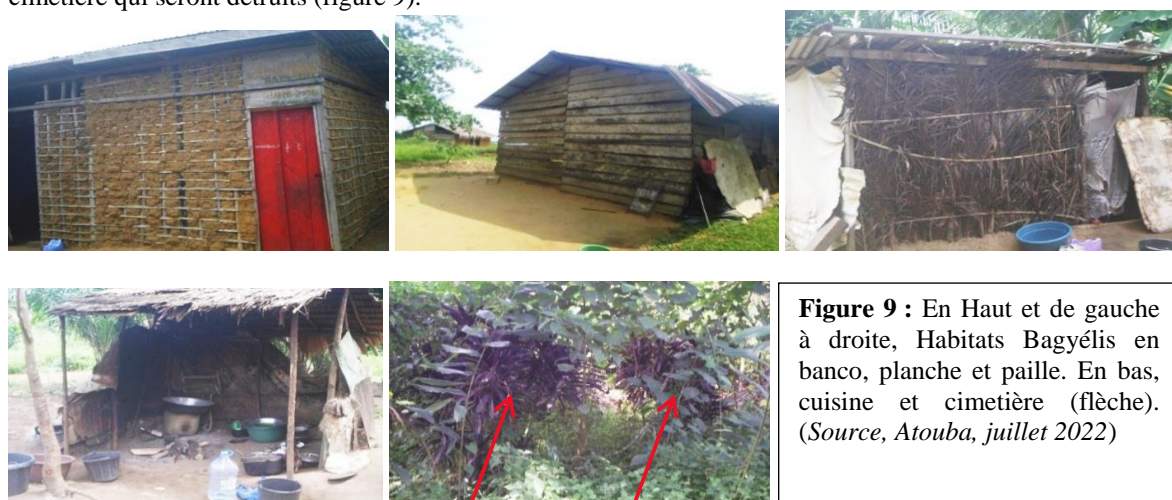 cimetière qui seront détruits (figure 9).
Figure 9 : En Haut et de gauche
à droite, Habitats Bagyélis en
banco, planche et paille. En bas,
cuisine et cimetière (flèche).
(Source, Atouba, juillet 2022)